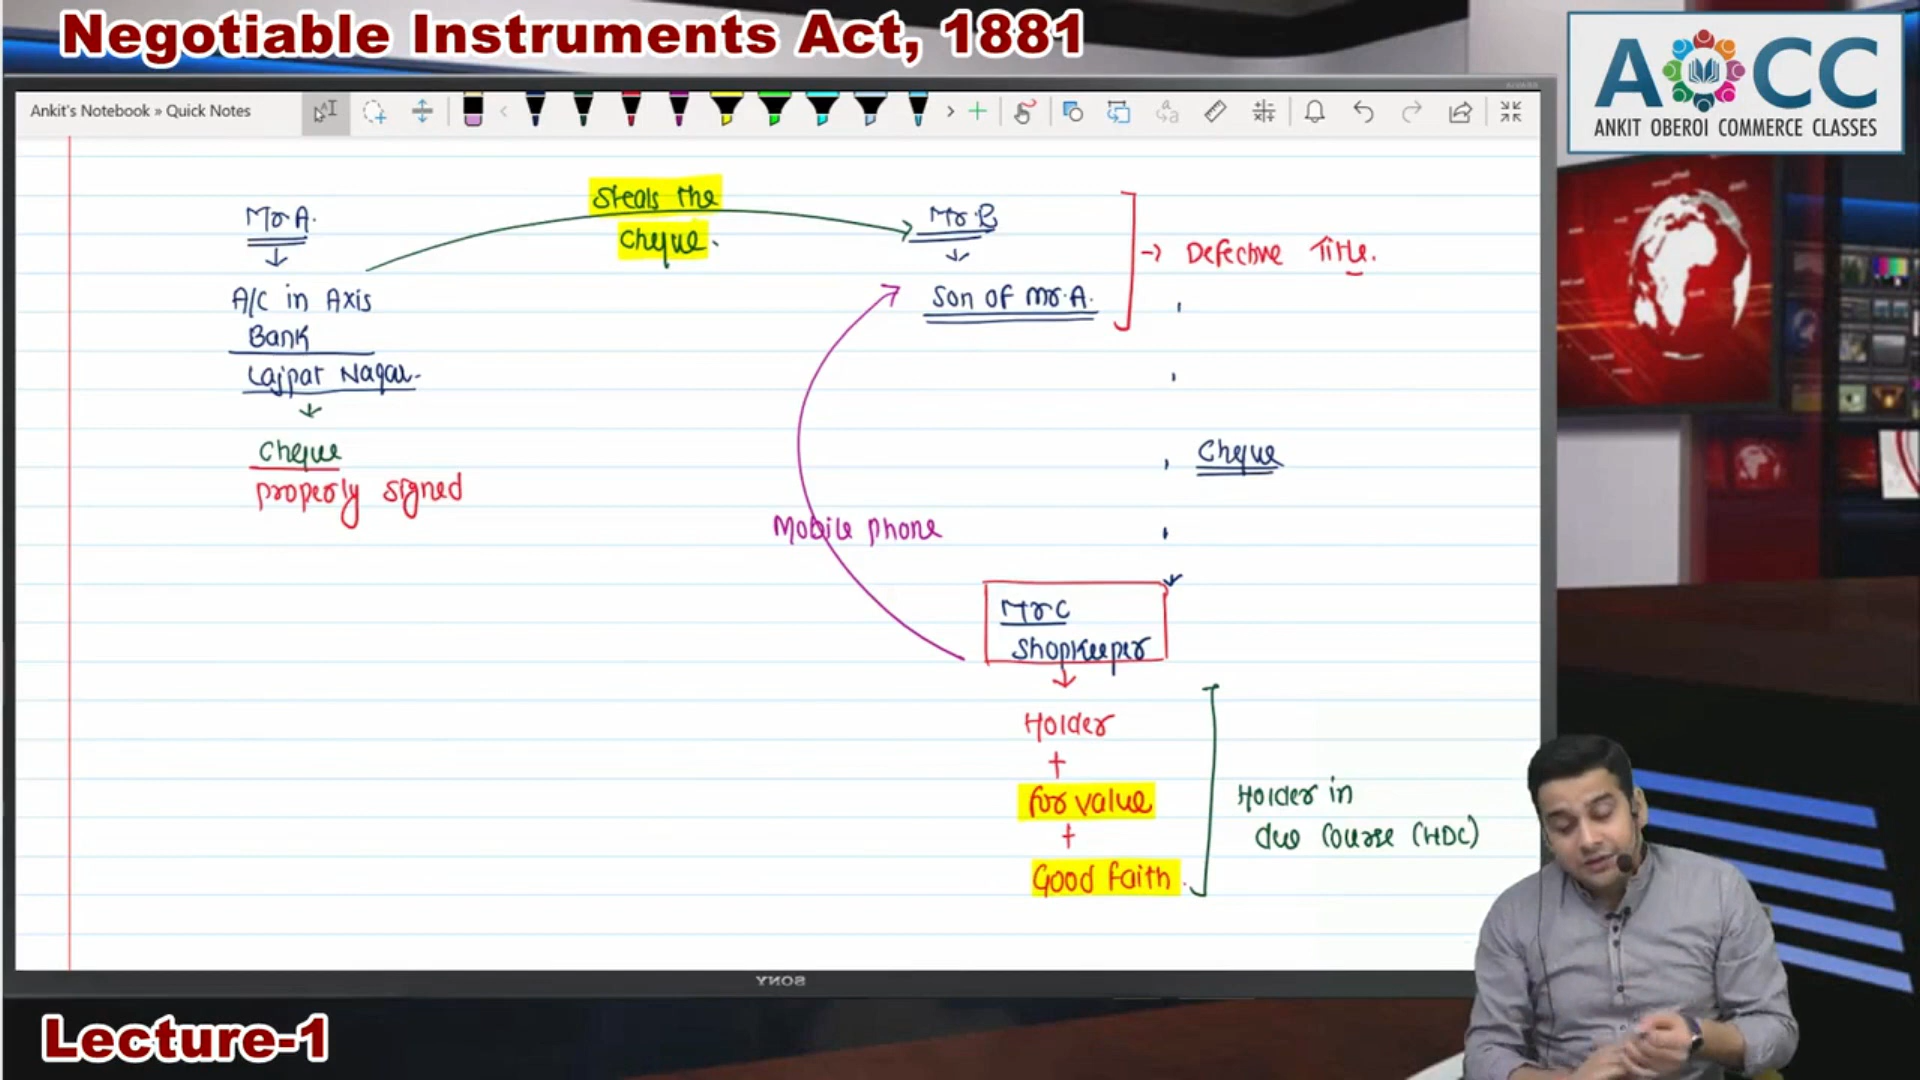 Negotiable Instruments Act, 1881
AOCC
ANKIT OBEROI COMMERCE CLASSES
Ankit's Notebook » Quick Notes
Mr A.
A/C in Axis
Bank
Lajpat Nagar.
Cheque
properly signed
Steals the
Cheque.
Mr. B
Son of Mr. A.
Defective Title.
Cheque
Mobile phone
Mr C
Shopkeeper
Holder
+
for value
+
Good faith.
Holder in
due Course (HDC)
SONY
Lecture-1